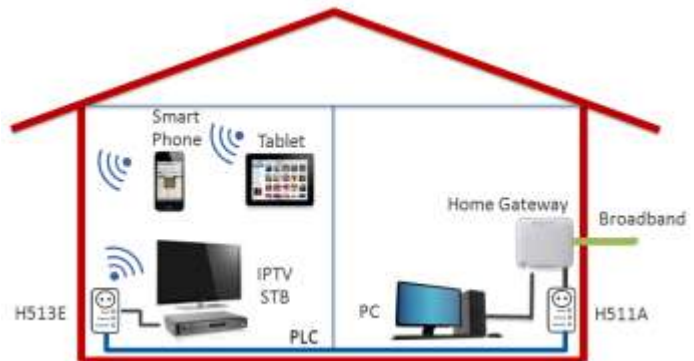 Smart
Phone
Tablet
Home Gateway
Broadband
IPTV
STB
H513E
PC
H511A
PLC